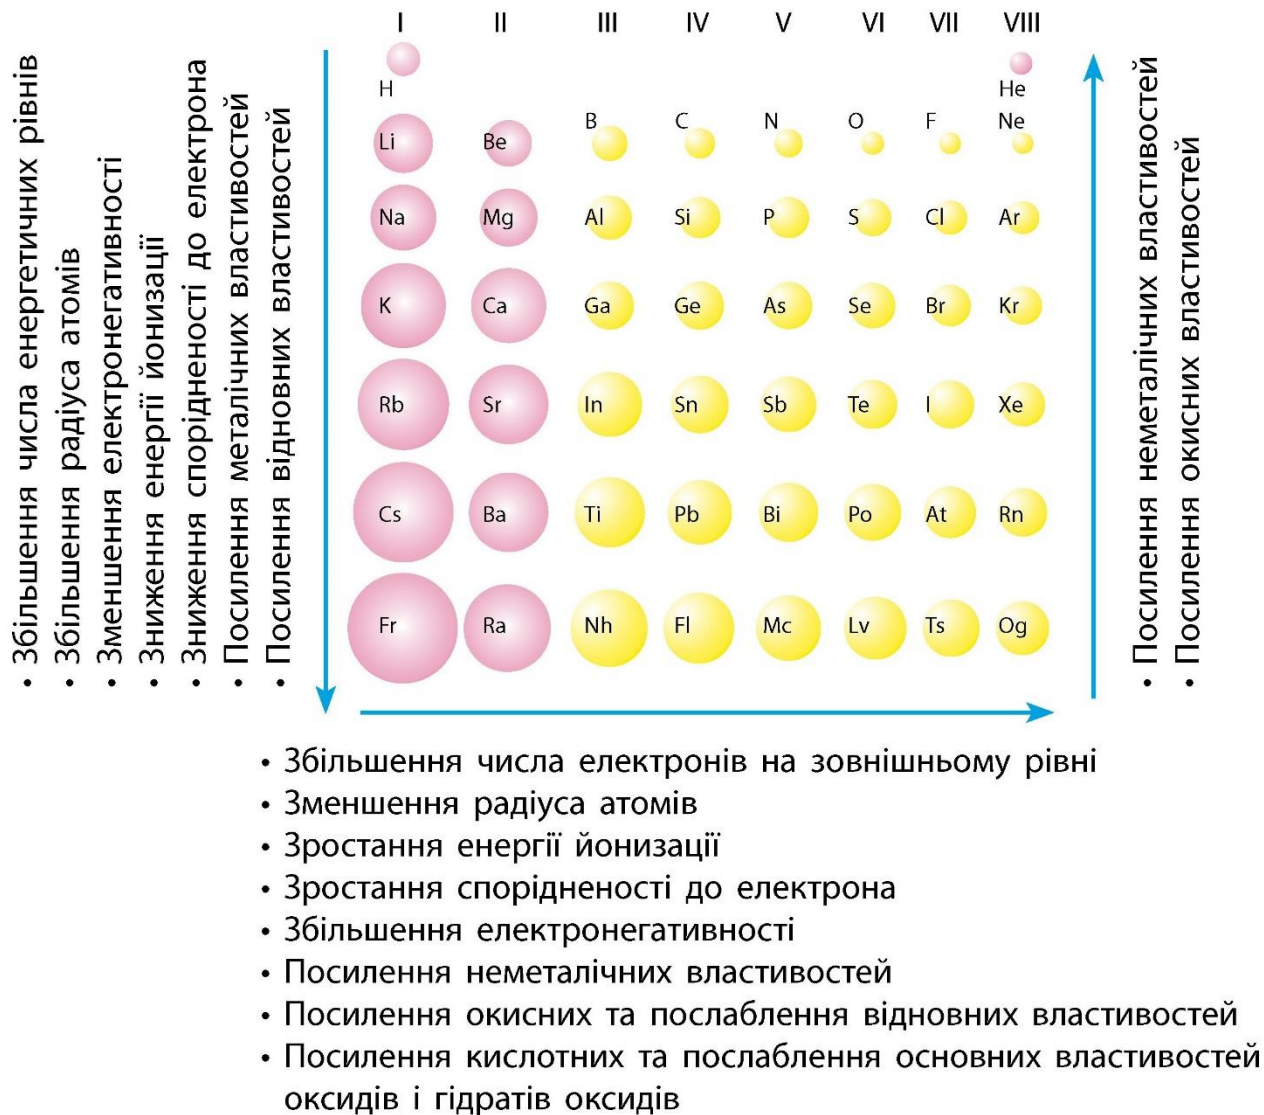 • Збільшення числа енергетичних рівнів
• Збільшення радіуса атомів
• Зменшення електронегативності
• Зниження енергії йонизації
• Зниження спорідненості до електрона
• Посилення металічних властивостей
• Посилення відновних властивостей
I II III IV V VI VII VIII
H He
Li Be B C N O F Ne
Na Mg Al Si P S Cl Ar
K Ca Ga Ge As Se Br Kr
Rb Sr In Sn Sb Te I Xe
Cs Ba Ti Pb Bi Po At Rn
Fr Ra Nh Fl Mc Lv Ts Og
• Посилення неметалічних властивостей
• Посилення окисних властивостей
• Збільшення числа електронів на зовнішньому рівні
• Зменшення радіуса атомів
• Зростання енергії йонизації
• Зростання спорідненості до електрона
• Збільшення електронегативності
• Посилення неметалічних властивостей
• Посилення окисних та послаблення відновних властивостей
• Посилення кислотних та послаблення основних властивостей
оксидів і гідратів оксидів